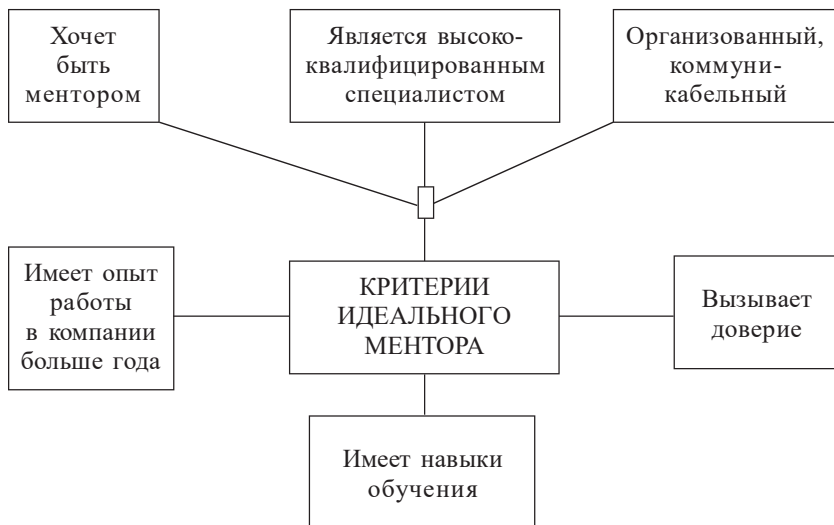 Хочет
быть
ментором
Является высоко-
квалифицированным
специалистом
Организованный,
коммуни-
кабельный
Имеет опыт
работы
в компании
больше года
КРИТЕРИИ
ИДЕАЛЬНОГО
МЕНТОРА
Вызывает
доверие
Имеет навыки
обучения